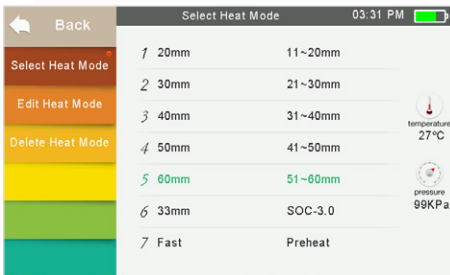 Back
Select Heat Mode 03:31 PM
Select Heat Mode
Edit Heat Mode
Delete Heat Mode
1 20mm 11~20mm
2 30mm 21~30mm
3 40mm 31~40mm
4 50mm 41~50mm
5 60mm 51~60mm
6 33mm SOC-3.0
7 Fast Preheat
temperature
27°C
pressure
99KPa